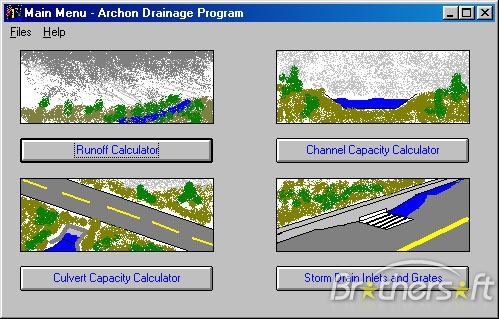 Main Menu - Archon Drainage Program
Files Help
Runoff Calculator
Channel Capacity Calculator
Culvert Capacity Calculator
Storm Drain Inlets and Grates
Brothersoft